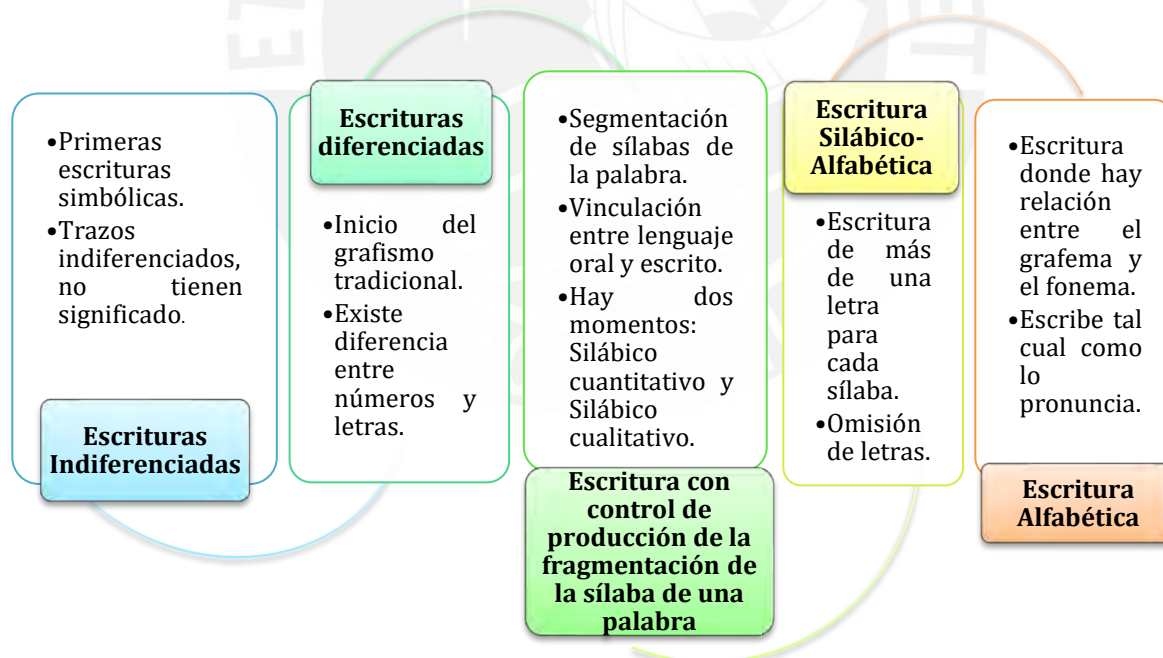 •Primeras
escrituras
simbólicas.
•Trazos
indiferenciados,
no tienen
significado.
Escrituras
Indiferenciadas
Escrituras
diferenciadas
•Inicio del
grafismo
tradicional.
•Existe
diferencia
entre
números y
letras.
•Segmentación
de sílabas de
la palabra.
•Vinculación
entre lenguaje
oral y escrito.
•Hay dos
momentos:
Silábico
cuantitativo y
Silábico
cualitativo.
Escritura con
control de
producción de la
fragmentación de
la sílaba de una
palabra
Escritura
Silábico-
Alfabética
•Escritura
de más
de una
letra
para
cada
sílaba.
•Omisión
de letras.
•Escritura
donde hay
relación
entre el
grafema y
el fonema.
•Escribe tal
cual como
lo
pronuncia.
Escritura
Alfabética